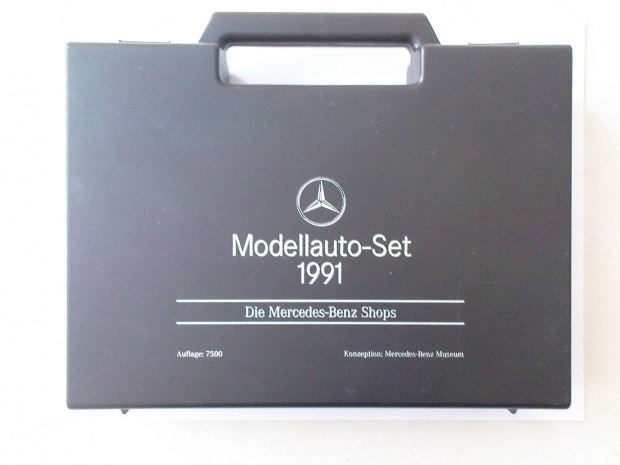 Modellauto-Set
1991
Die Mercedes-Benz Shops
Auflage: 7500 Konzeption: Mercedes-Benz Museum